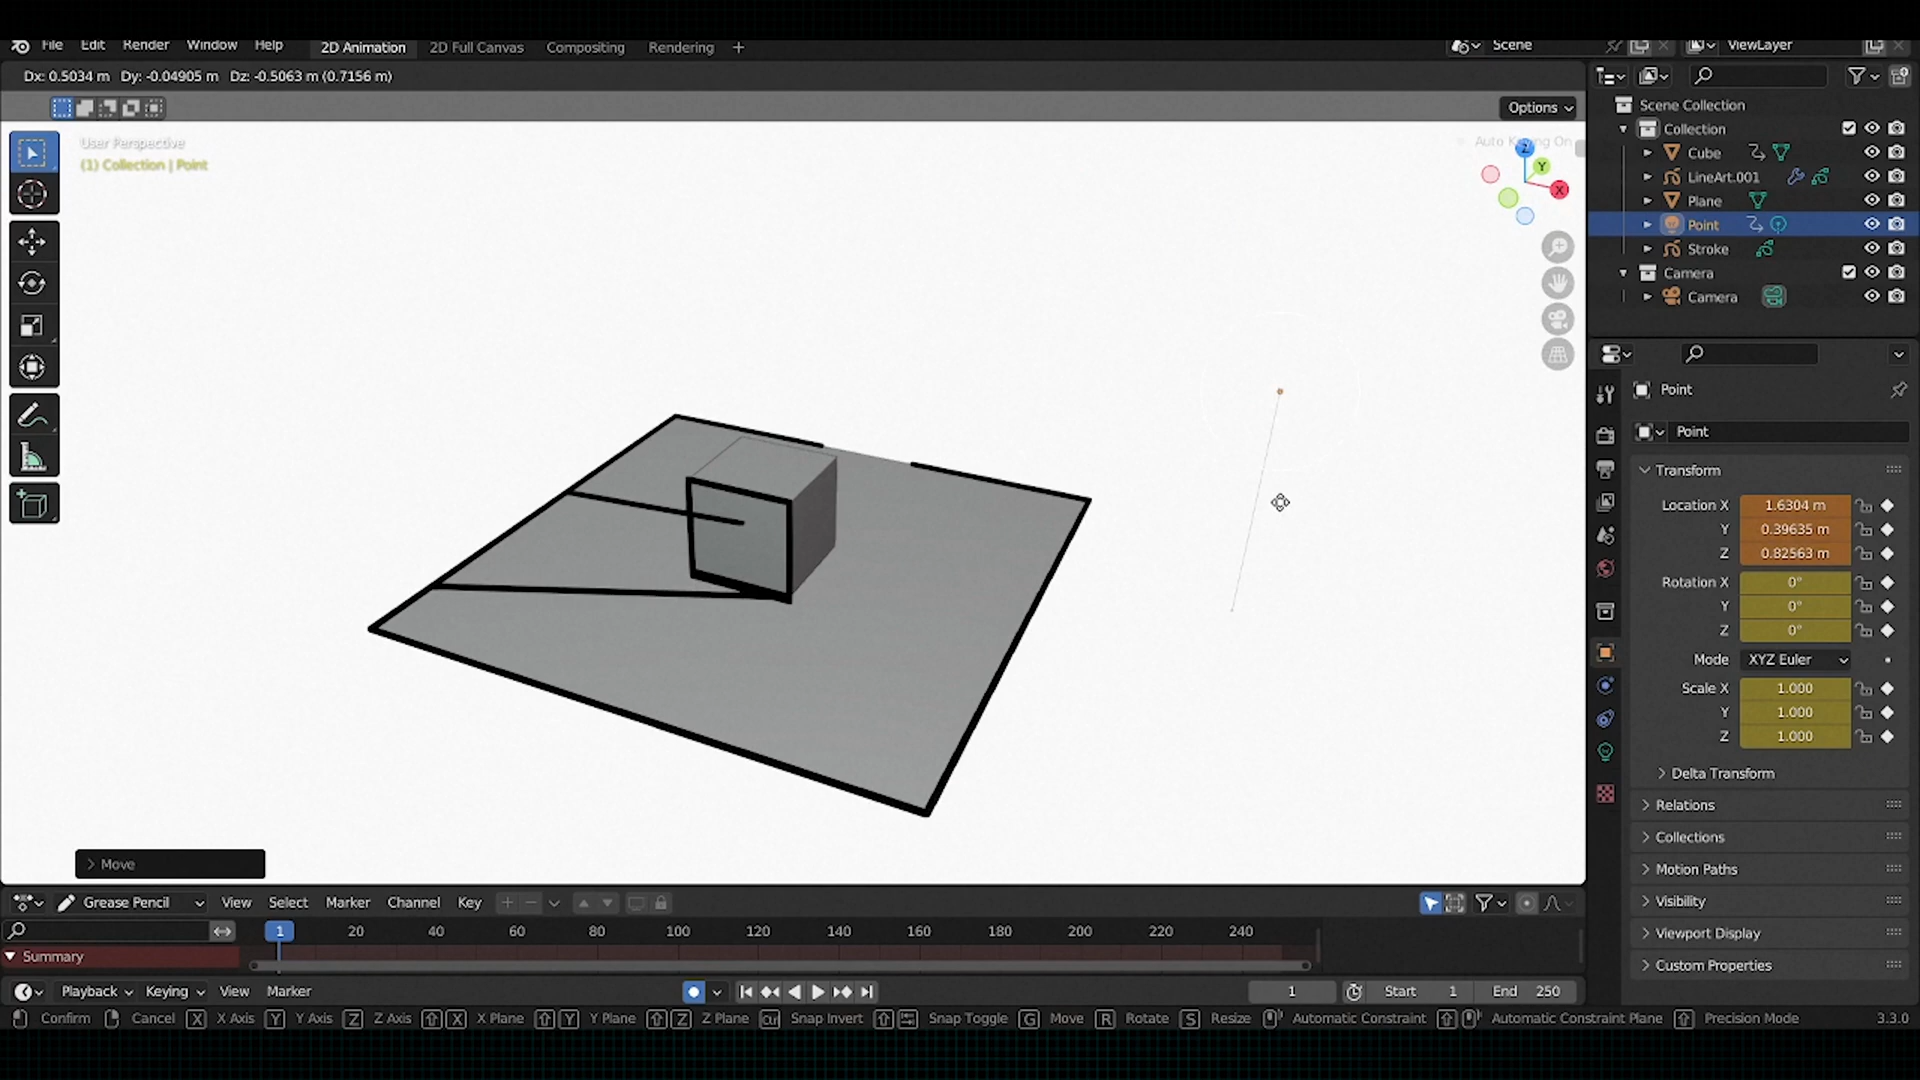 File Edit Render Window Help 2D Animation 2D Full Canvas Compositing Rendering + Scene ViewLayer
Dx: 0.5034 m Dy: -0.04905 m Dz: -0.5063 m (0.7156 m)
Options
User Perspective
(1) Collection | Point
Auto Keying On
Z
Y
X
Scene Collection
Collection
Cube
LineArt.001
Plane
Point
Stroke
Camera
Camera
Point
Point
Transform
Location X 1.6304 m
Y 0.39635 m
Z 0.82563 m
Rotation X 0°
Y 0°
Z 0°
Mode XYZ Euler
Scale X 1.000
Y 1.000
Z 1.000
Delta Transform
Relations
Collections
Motion Paths
Visibility
Viewport Display
Custom Properties
Move
Grease Pencil View Select Marker Channel Key
1 20 40 60 80 100 120 140 160 180 200 220 240
Summary
Playback Keying View Marker 1 Start 1 End 250
Confirm Cancel X X Axis Y Y Axis Z Z Axis X X Plane Y Y Plane Z Z Plane Ctrl Snap Invert Snap Toggle G Move R Rotate S Resize Automatic Constraint Automatic Constraint Plane Precision Mode 3.3.0